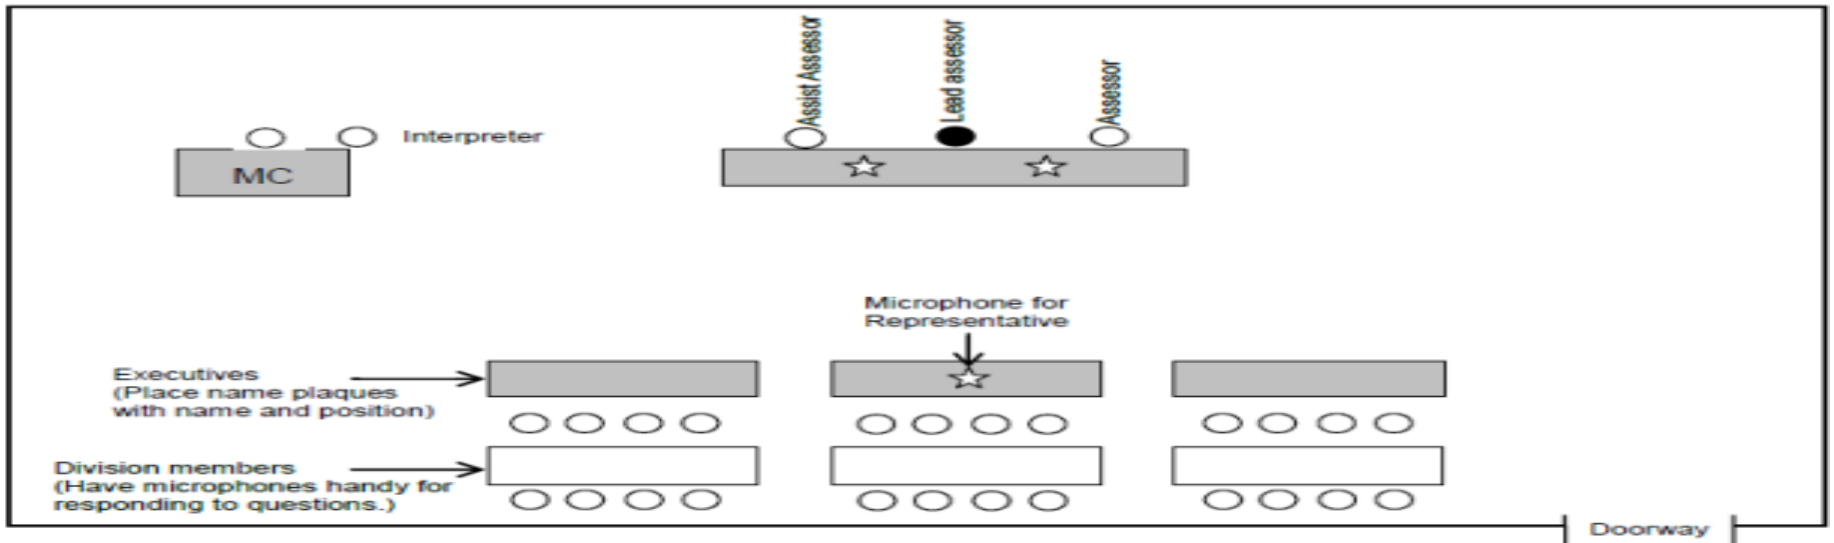 Assist Assessor
Lead assessor
Assessor
Interpreter
MC
Microphone for
Representative
Executives
(Place name plaques
with name and position)
Division members
(Have microphones handy for
responding to questions.)
Doorway